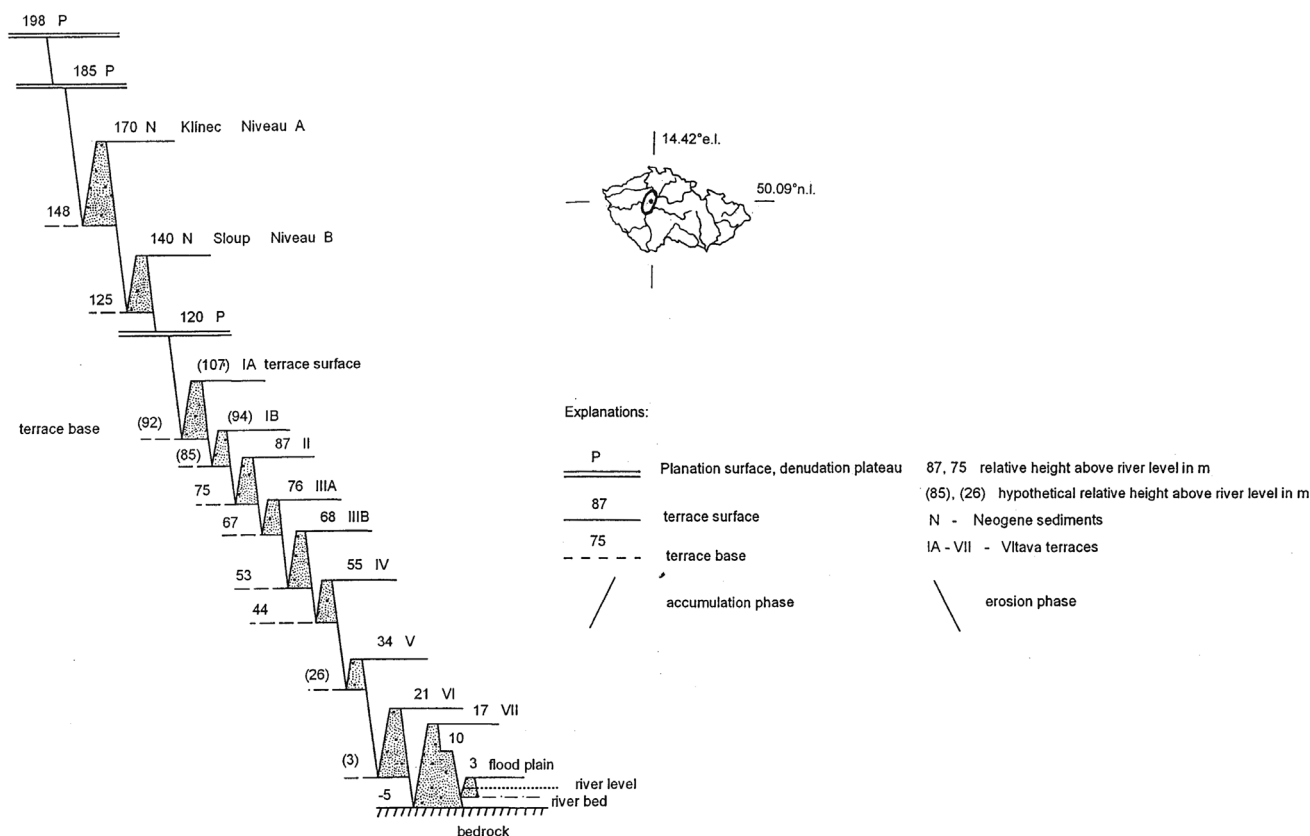 198 P
185 P
170 N Klínec Niveau A
148
140 N Sloup Niveau B
125
120 P
(107) IA terrace surface
terrace base (92)
(94) IB
(85)
87 II
75
76 IIIA
67
68 IIIB
53
55 IV
44
34 V
(26)
21 VI
17 VII
10
(3)
3 flood plain
river level
-5
river bed
bedrock
14.42°e.l.
50.09°n.l.
Explanations:
P
Planation surface, denudation plateau
87
terrace surface
75
terrace base
accumulation phase
87, 75 relative height above river level in m
(85), (26) hypothetical relative height above river level in m
N - Neogene sediments
IA - VII - Vltava terraces
erosion phase